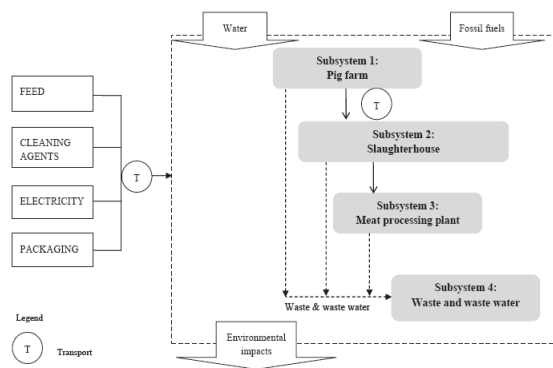 Water
Fossil fuels
Subsystem 1:
Pig farm
T
FEED
Subsystem 2:
Slaughterhouse
CLEANING
AGENTS
T
ELECTRICITY
Subsystem 3:
Meat processing plant
PACKAGING
Subsystem 4:
Waste and waste water
Waste & waste water
Legend
T
Transport
Environmental
impacts